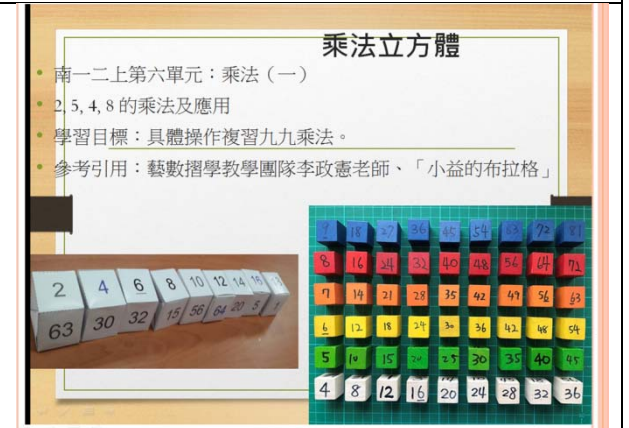 乘法立方體
南一二上第六單元：乘法（一）
2, 5, 4, 8 的乘法及應用
學習目標：具體操作複習九九乘法。
參考引用：藝數摺學教學團隊李政憲老師、「小益的布拉格」
2 4 6 8 10 12 14 16
63 30 32 15 56 64 20 5
9 18 27 36 45 54 63 72 81
8 16 24 32 40 48 56 64 72
7 14 21 28 35 42 49 56 63
6 12 18 24 30 36 42 48 54
5 10 15 20 25 30 35 40 45
4 8 12 16 20 24 28 32 36